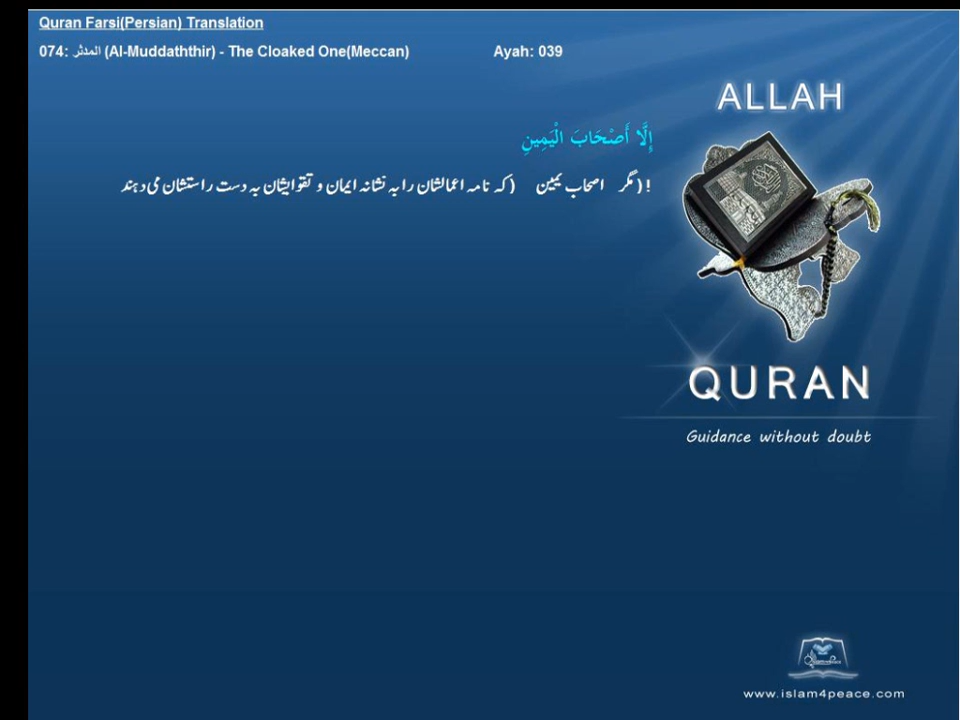 Quran Farsi(Persian) Translation
074: المدثر (Al-Muddaththir) - The Cloaked One(Meccan) Ayah: 039
إِلَّا أَصْحَابَ الْيَمِينِ
! (مگر اصحاب یمین (که نامه اعمالشان را به نشانه ایمان و تقوایشان به دست راستشان می‌دهند
ALLAH
QURAN
Guidance without doubt
www.islam4peace.com